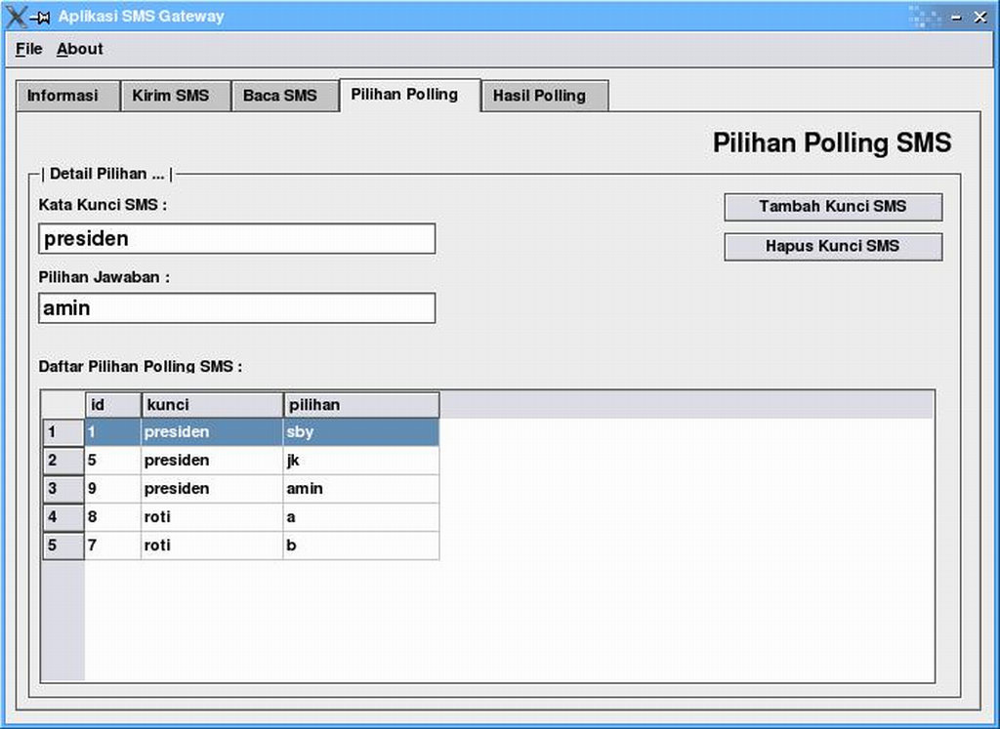 Aplikasi SMS Gateway
File About
Informasi Kirim SMS Baca SMS Pilihan Polling Hasil Polling
Pilihan Polling SMS
| Detail Pilihan ... |
Kata Kunci SMS :
Tambah Kunci SMS
presiden
Hapus Kunci SMS
Pilihan Jawaban :
amin
Daftar Pilihan Polling SMS :
id kunci pilihan
1 1 presiden sby
2 5 presiden jk
3 9 presiden amin
4 8 roti a
5 7 roti b